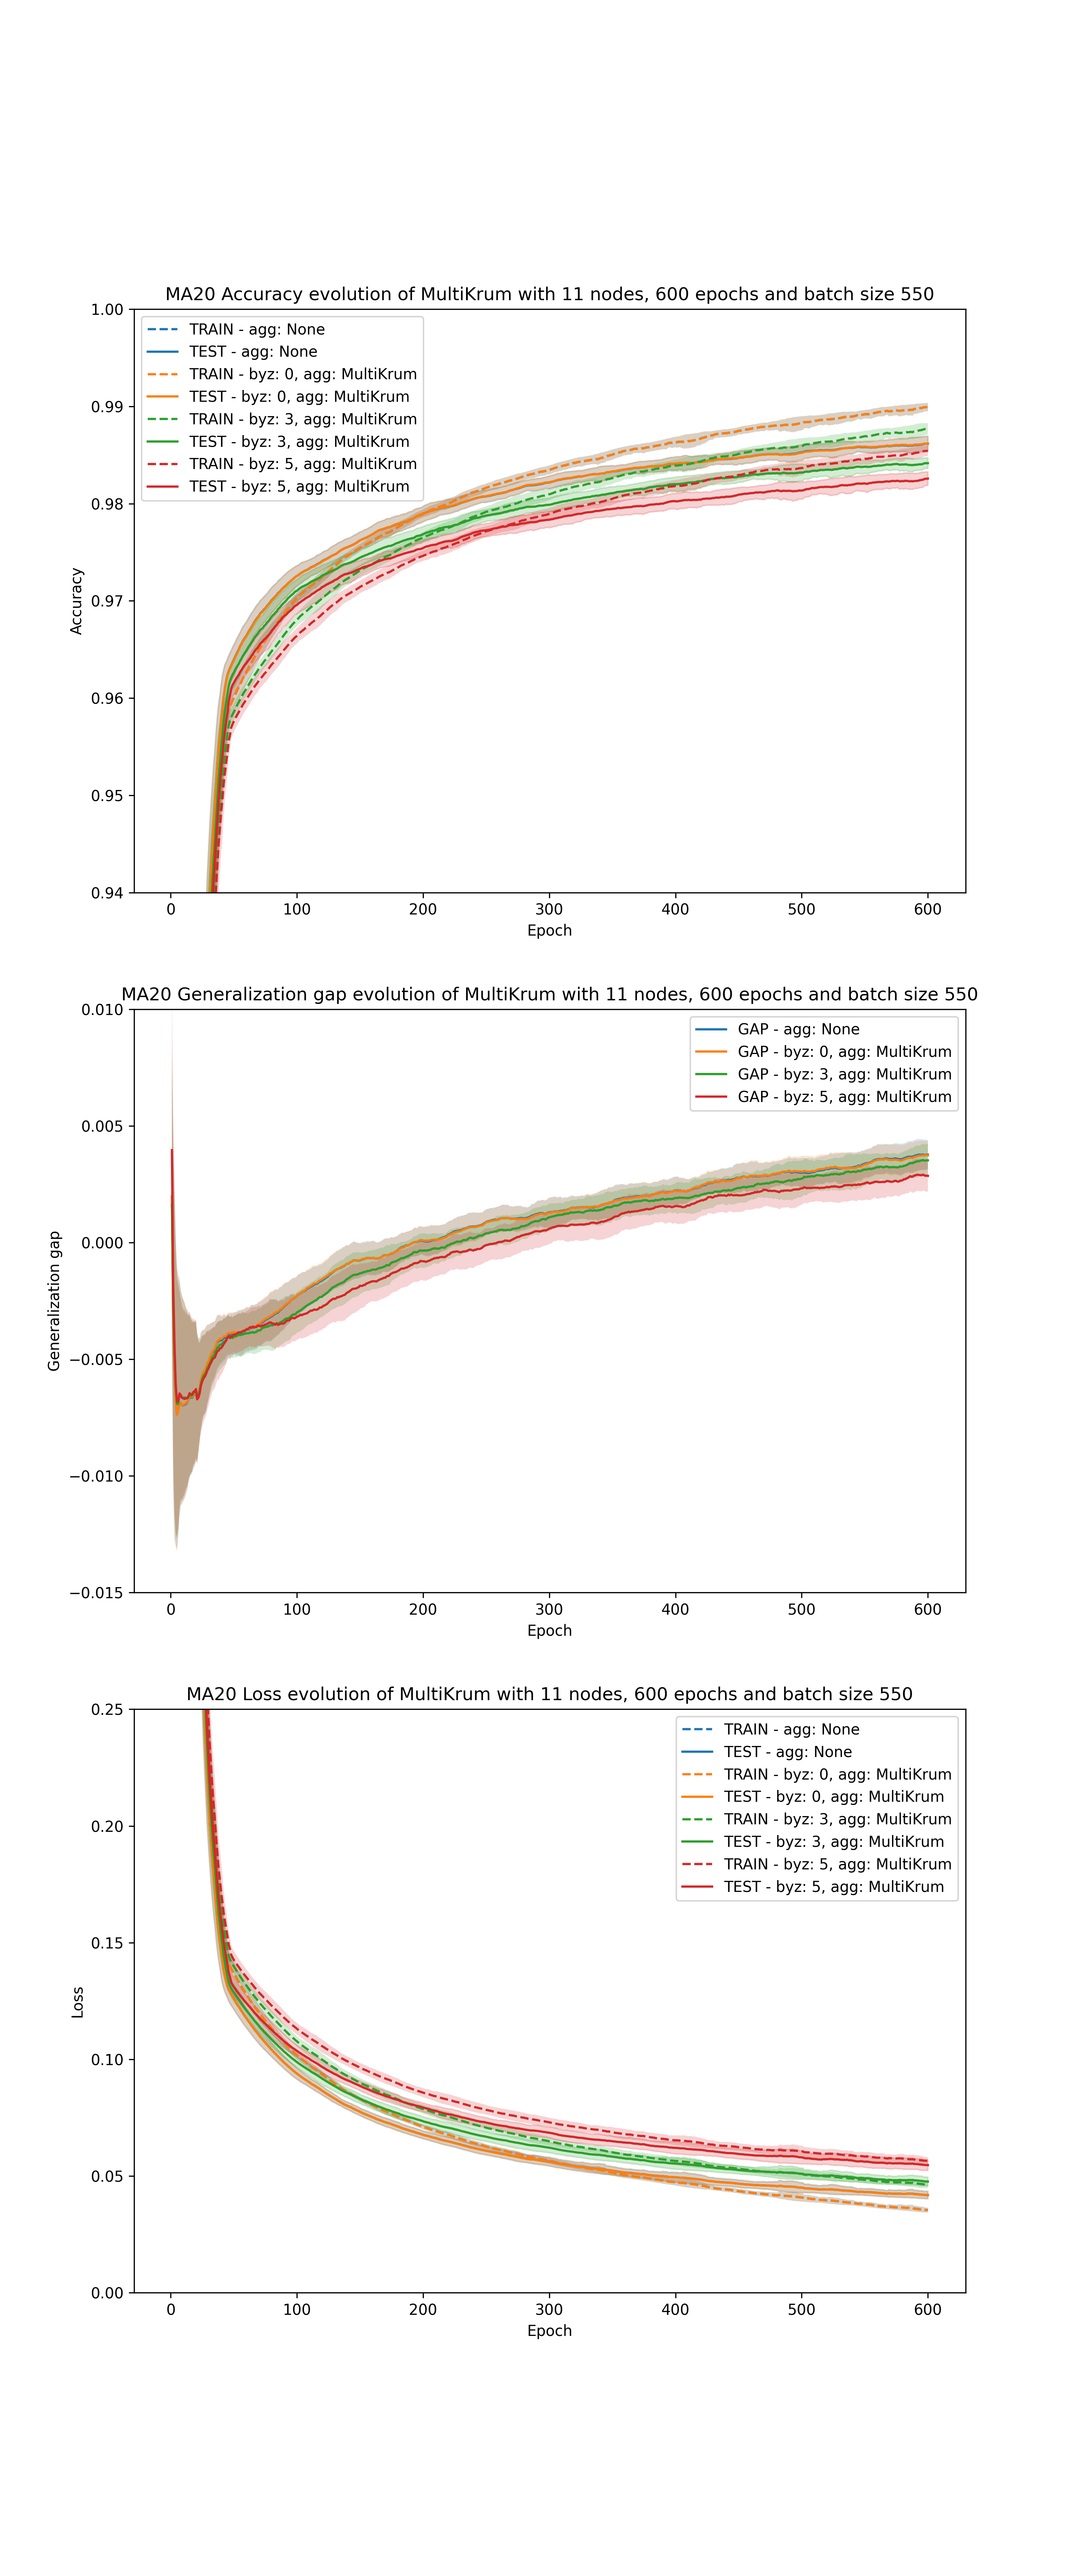 MA20 Accuracy evolution of MultiKrum with 11 nodes, 600 epochs and batch size 550
1.00
0.99
0.98
0.97
0.96
0.95
0.94
Accuracy
TRAIN - agg: None
TEST - agg: None
TRAIN - byz: 0, agg: MultiKrum
TEST - byz: 0, agg: MultiKrum
TRAIN - byz: 3, agg: MultiKrum
TEST - byz: 3, agg: MultiKrum
TRAIN - byz: 5, agg: MultiKrum
TEST - byz: 5, agg: MultiKrum
0 100 200 300 400 500 600
Epoch
MA20 Generalization gap evolution of MultiKrum with 11 nodes, 600 epochs and batch size 550
0.010
0.005
0.000
−0.005
−0.010
−0.015
Generalization gap
GAP - agg: None
GAP - byz: 0, agg: MultiKrum
GAP - byz: 3, agg: MultiKrum
GAP - byz: 5, agg: MultiKrum
0 100 200 300 400 500 600
Epoch
MA20 Loss evolution of MultiKrum with 11 nodes, 600 epochs and batch size 550
0.25
0.20
0.15
0.10
0.05
0.00
Loss
TRAIN - agg: None
TEST - agg: None
TRAIN - byz: 0, agg: MultiKrum
TEST - byz: 0, agg: MultiKrum
TRAIN - byz: 3, agg: MultiKrum
TEST - byz: 3, agg: MultiKrum
TRAIN - byz: 5, agg: MultiKrum
TEST - byz: 5, agg: MultiKrum
0 100 200 300 400 500 600
Epoch